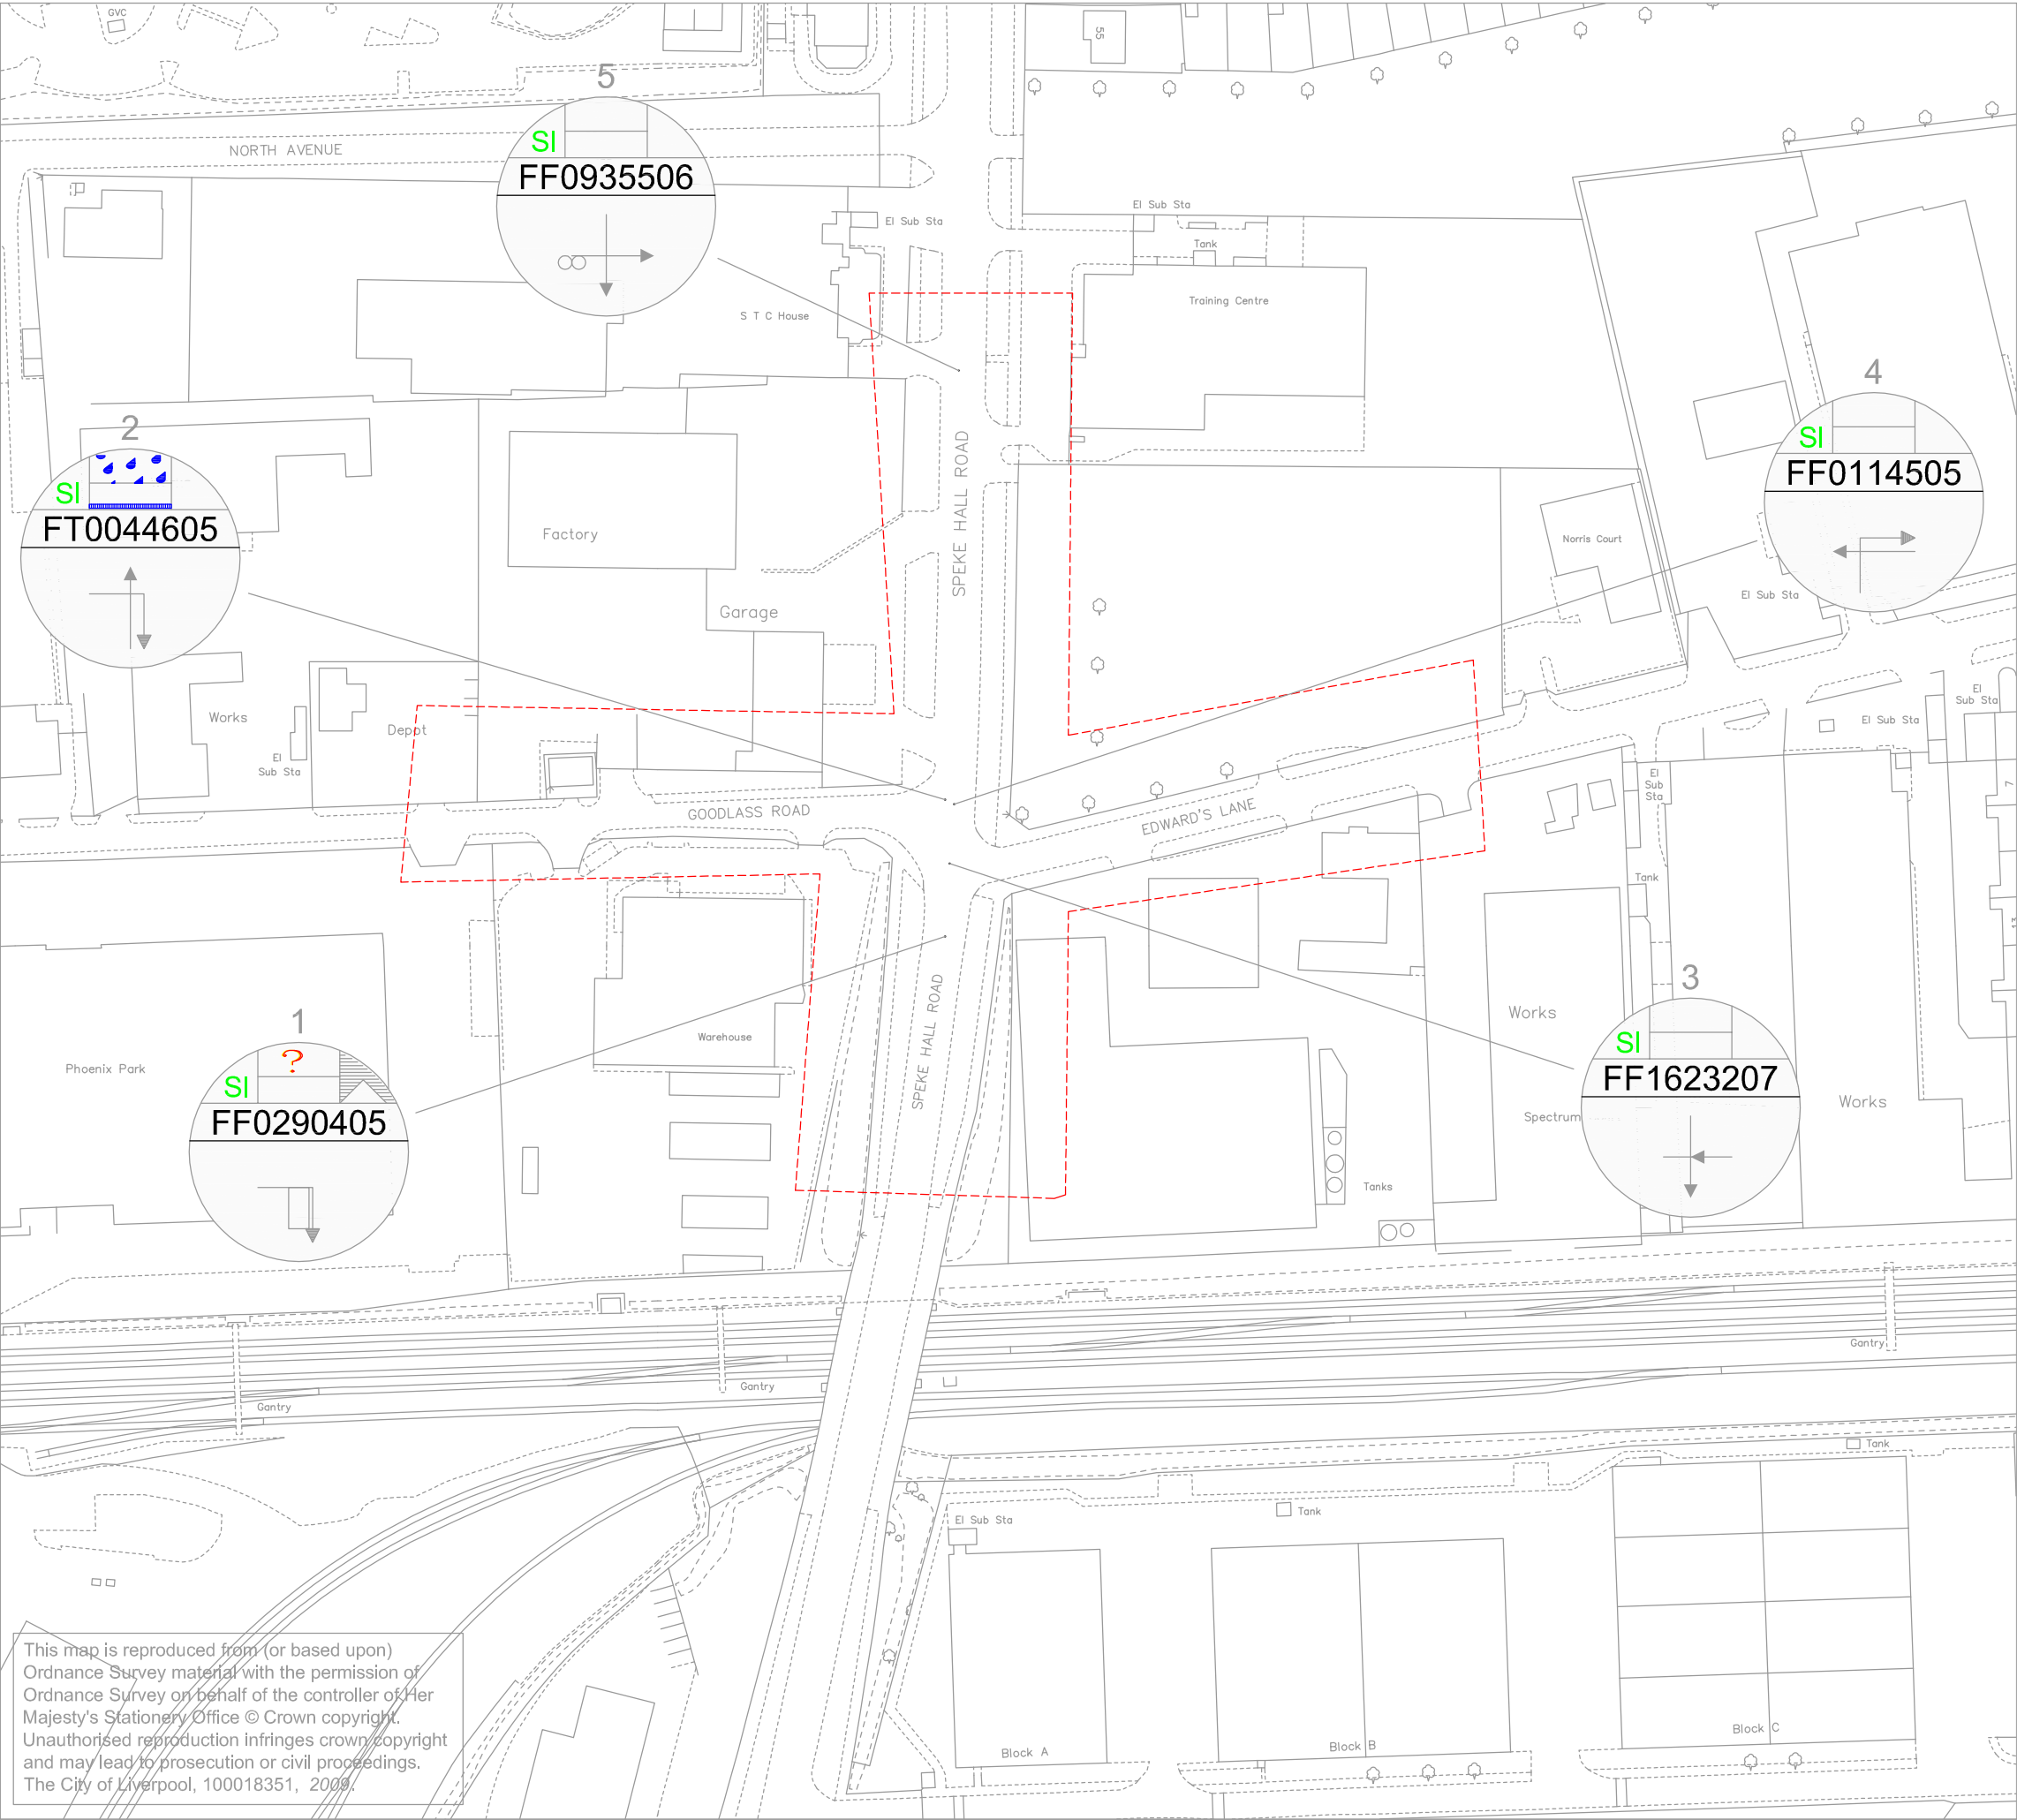 GVC
55
5
SI
FF0935506
NORTH AVENUE
El Sub Sta
El Sub Sta
Tank
Training Centre
S T C House
4
SI
FF0114505
2
SI
FT0044605
SPEKE HALL ROAD
Factory
Norris Court
El Sub Sta
Garage
Works
Depot
El
Sub Sta
El
Sub Sta
El Sub Sta
El
Sub
Sta
7
GOODLASS ROAD
EDWARD'S LANE
Tank
3
SI
FF1623207
Works
1
?
SI
FF0290405
Warehouse
SPEKE HALL ROAD
Phoenix Park
Spectrum
Works
Tanks
Gantry
Gantry
Gantry
Tank
Tank
El Sub Sta
Block A
Block B
Block C
This map is reproduced from (or based upon)
Ordnance Survey material with the permission of
Ordnance Survey on behalf of the controller of Her
Majesty's Stationery Office © Crown copyright.
Unauthorised reproduction infringes crown copyright
and may lead to prosecution or civil proceedings.
The City of Liverpool, 100018351, 2009.